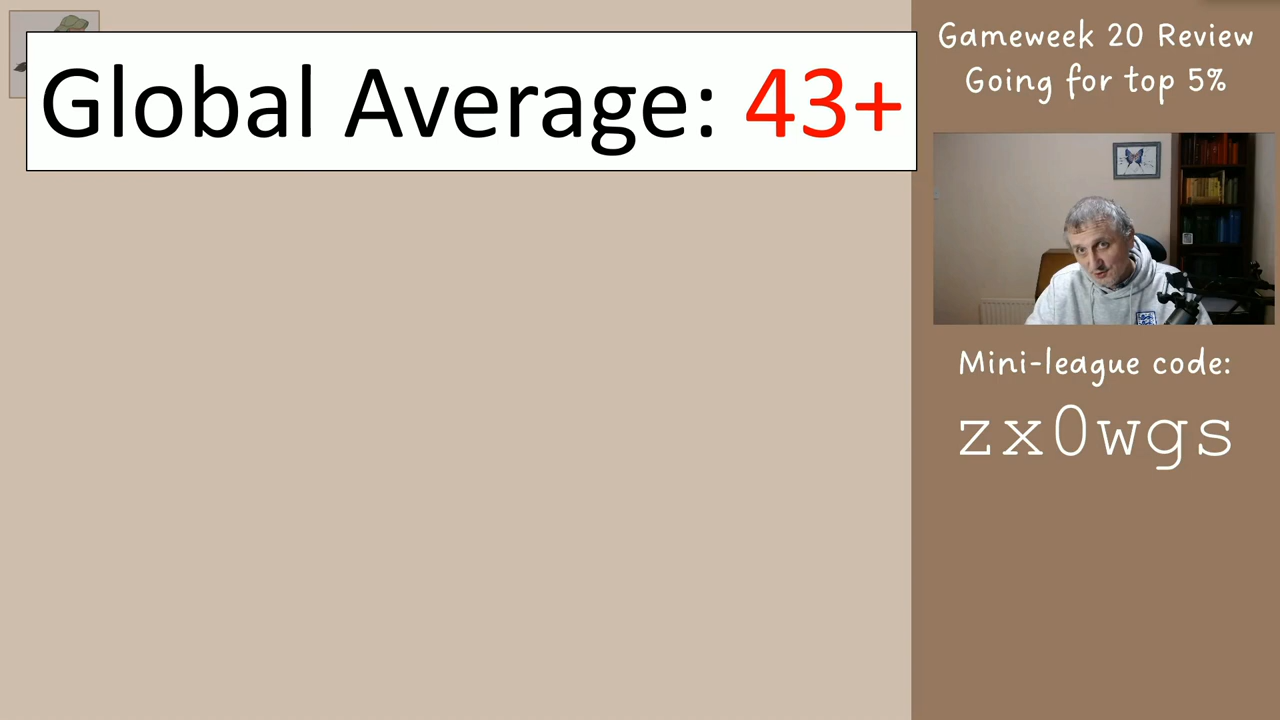 Global Average: 43+
Gameweek 20 Review
Going for top 5%
Mini-league code:
zx0wgs